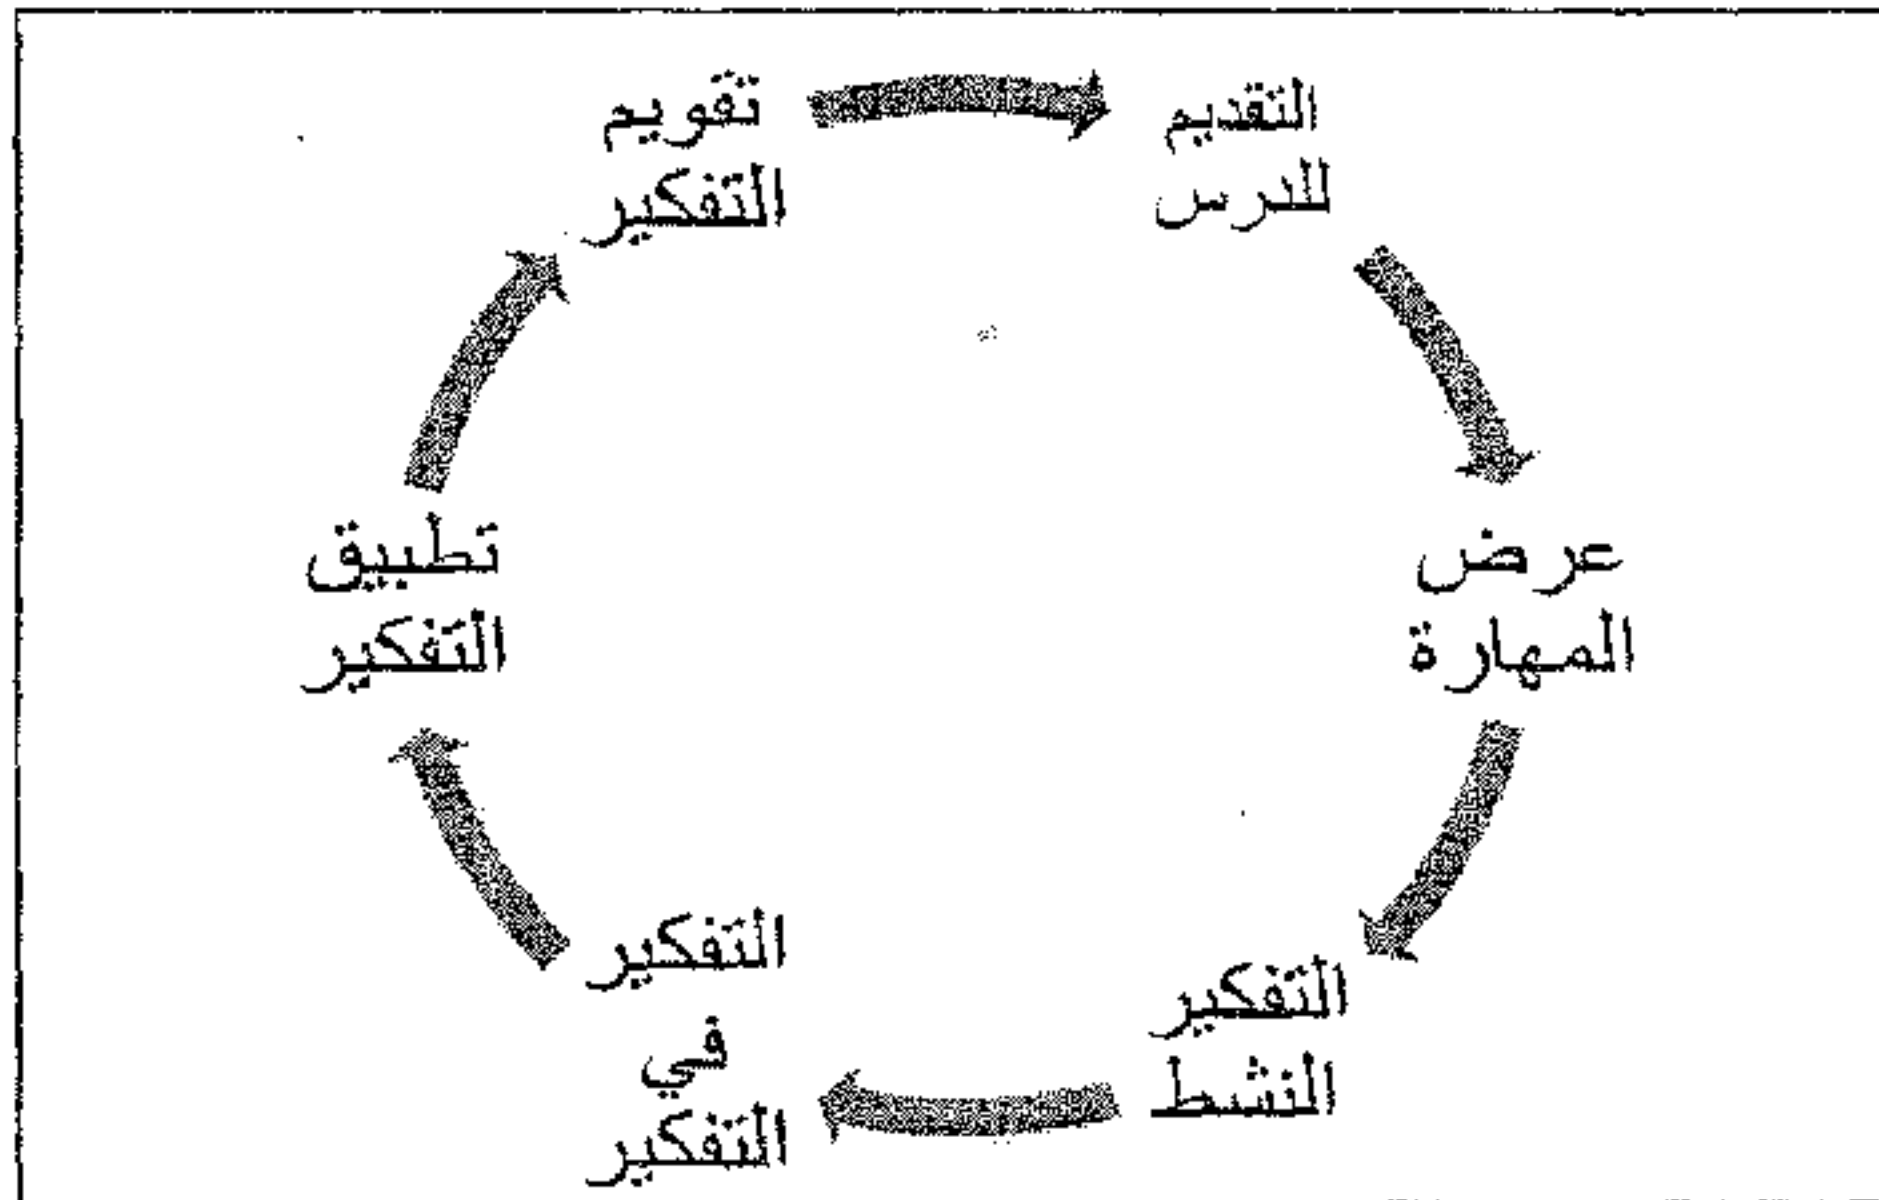 التقديم
للدرس
عرض
المهارة
التفكير
النشط
التفكير
في
التفكير
تطبيق
التفكير
تقويم
التفكير